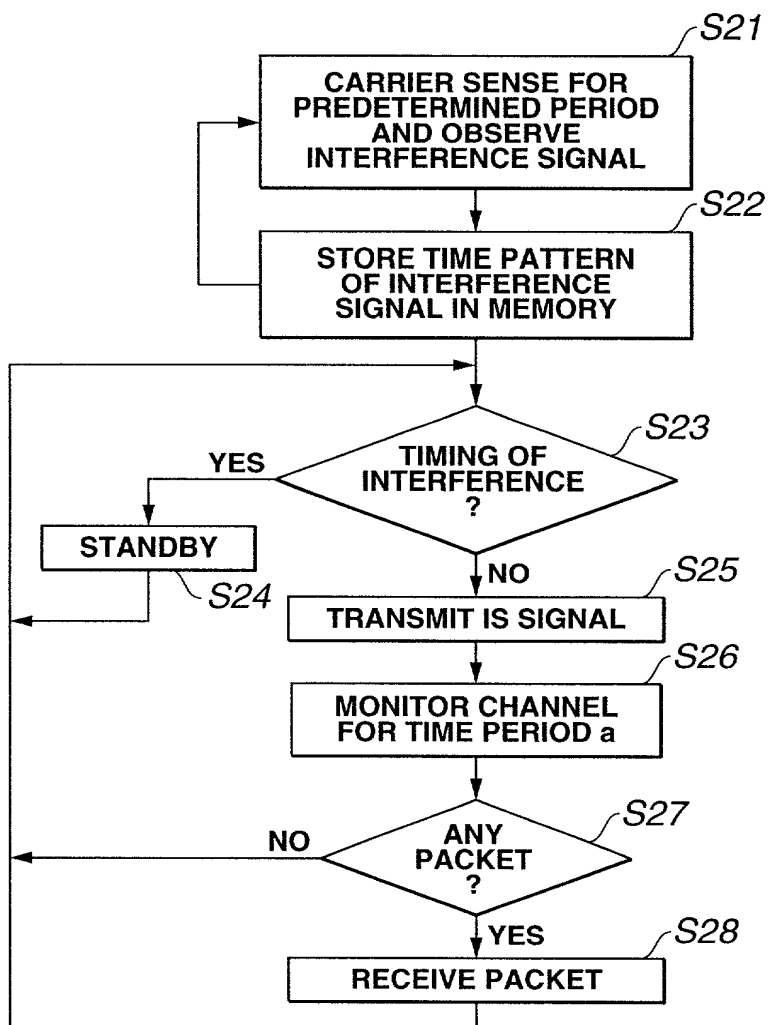 S21
CARRIER SENSE FOR
PREDETERMINED PERIOD
AND OBSERVE
INTERFERENCE SIGNAL
S22
STORE TIME PATTERN
OF INTERFERENCE
SIGNAL IN MEMORY
S23
TIMING OF
INTERFERENCE
?
YES
STANDBY
S24
NO
S25
TRANSMIT IS SIGNAL
S26
MONITOR CHANNEL
FOR TIME PERIOD a
S27
ANY
PACKET
?
NO
YES
S28
RECEIVE PACKET